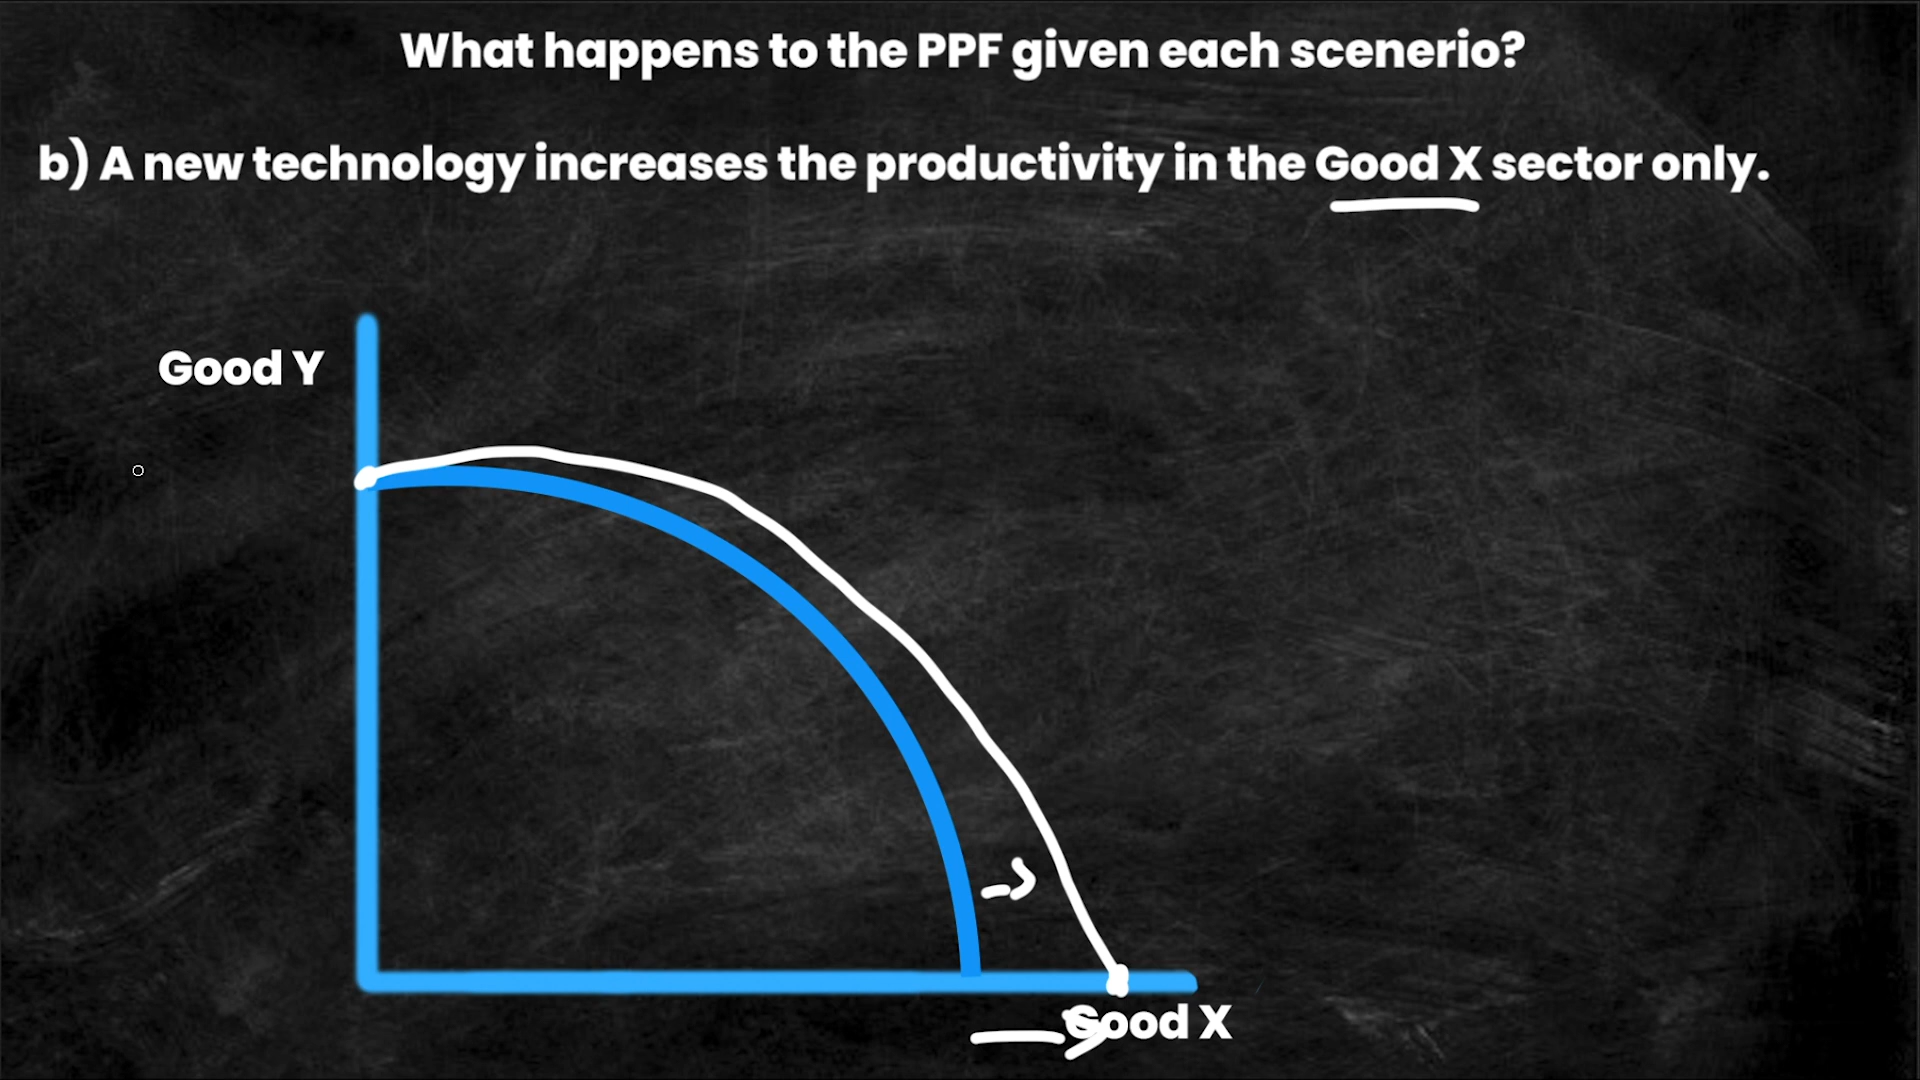 What happens to the PPF given each scenerio?
b) A new technology increases the productivity in the Good X sector only.
Good Y
Good X